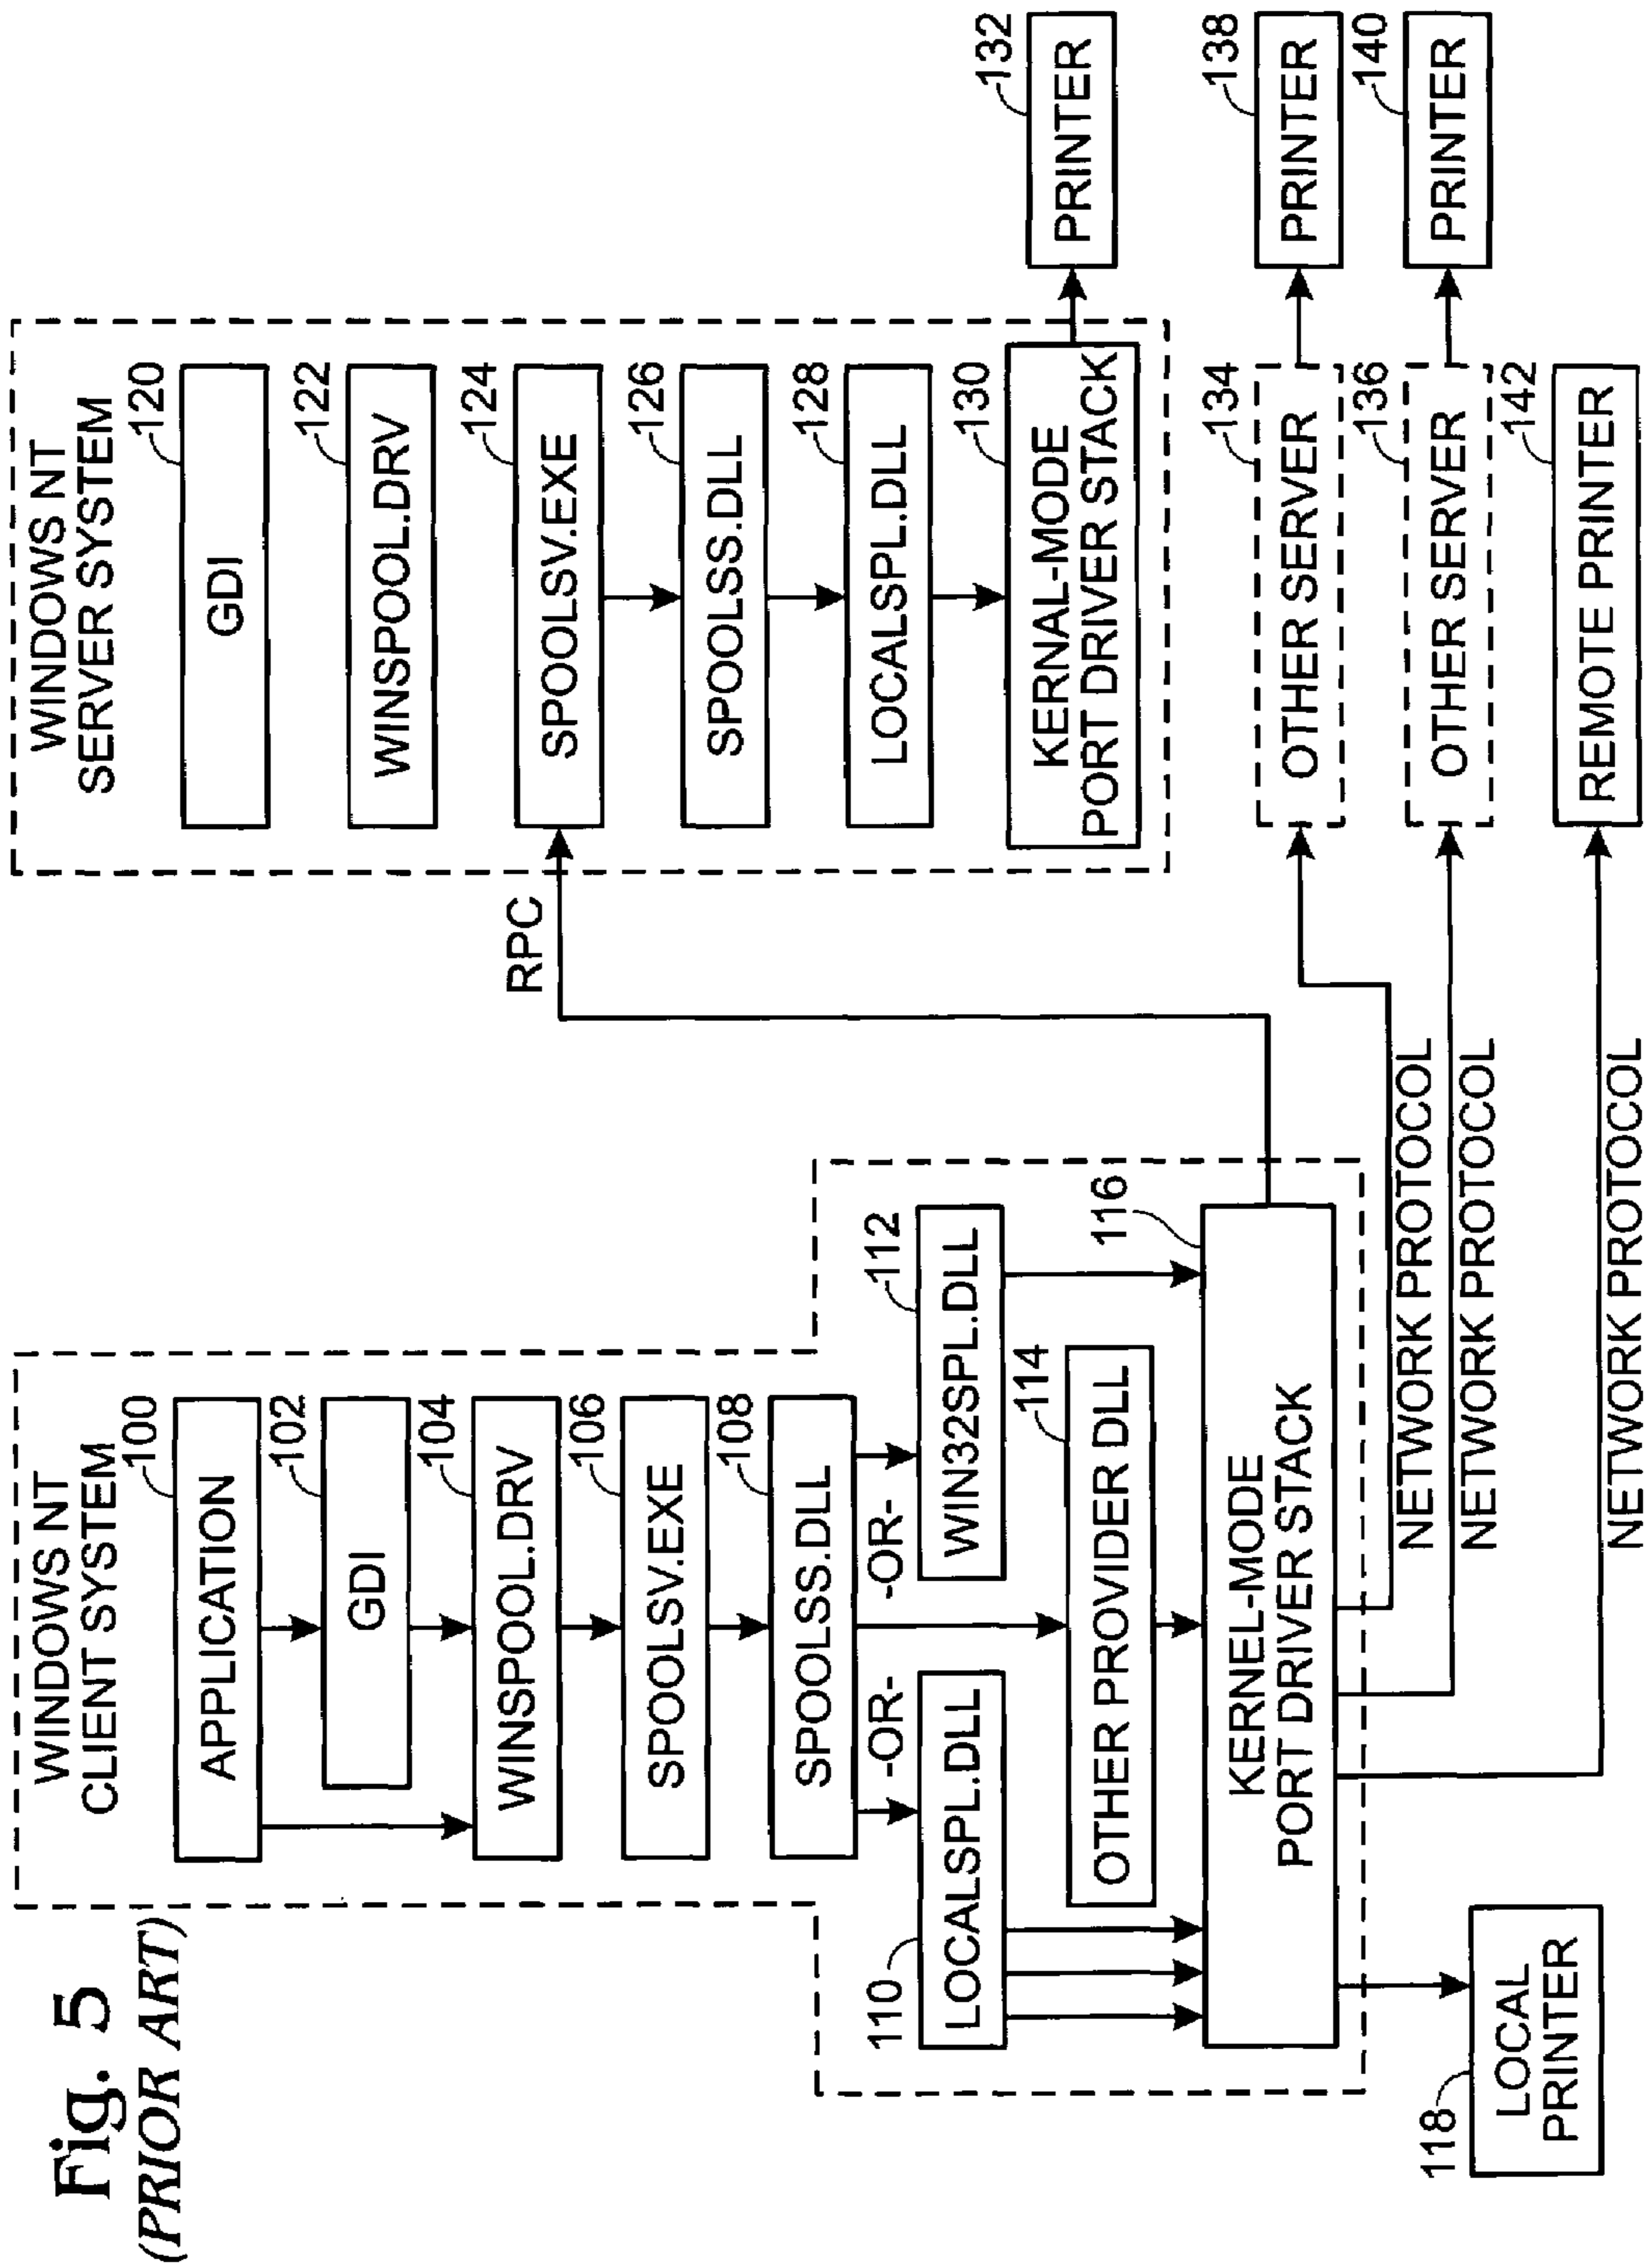 Fig. 5
(PRIOR ART)
WINDOWS NT
CLIENT SYSTEM
100
APPLICATION
102
GDI
104
WINSPOOL.DRV
106
SPOOLSV.EXE
108
SPOOLSS.DLL
-OR-
-OR-
110
LOCALSPL.DLL
112
WIN32SPL.DLL
114
OTHER PROVIDER DLL
116
KERNEL-MODE
PORT DRIVER STACK
118
LOCAL
PRINTER
RPC
NETWORK PROTOCOL
NETWORK PROTOCOL
NETWORK PROTOCOL
WINDOWS NT
SERVER SYSTEM
120
GDI
122
WINSPOOL.DRV
124
SPOOLSV.EXE
126
SPOOLSS.DLL
128
LOCALSPL.DLL
130
KERNAL-MODE
PORT DRIVER STACK
132
PRINTER
134
OTHER SERVER
138
PRINTER
136
OTHER SERVER
140
PRINTER
142
REMOTE PRINTER